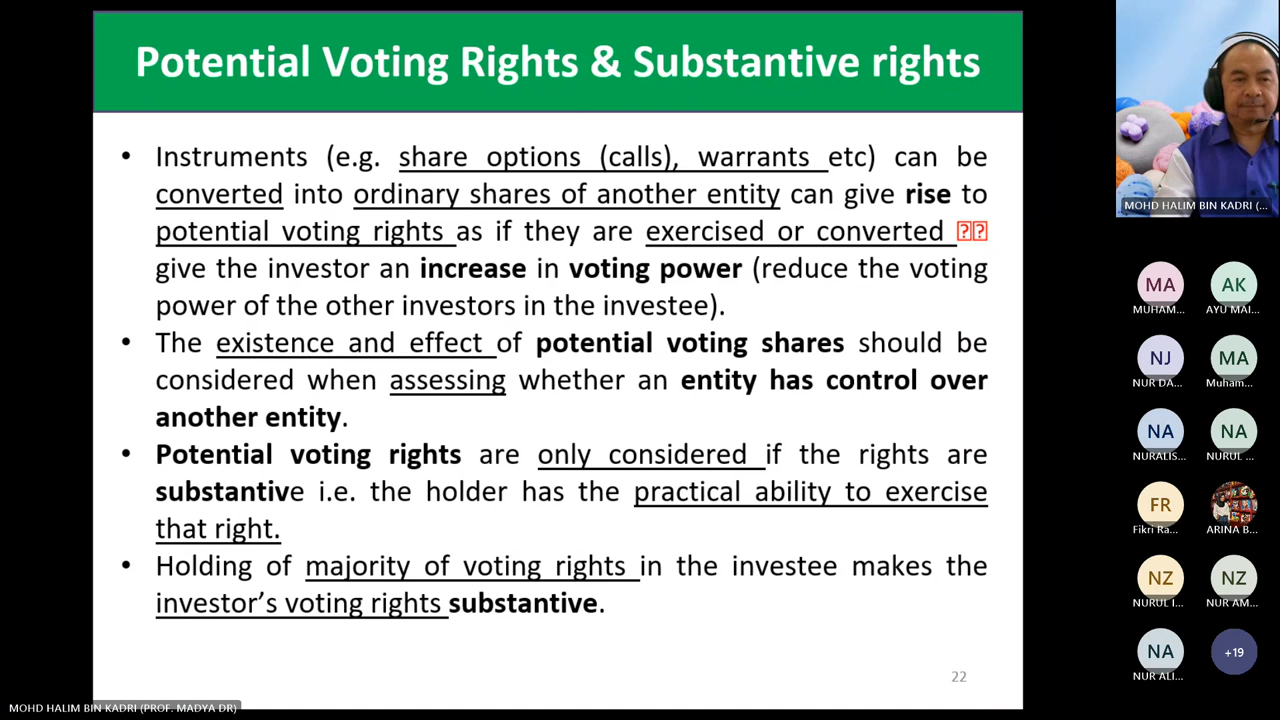 Potential Voting Rights & Substantive rights
• Instruments (e.g. share options (calls), warrants etc) can be
converted into ordinary shares of another entity can give rise to
potential voting rights as if they are exercised or converted
give the investor an increase in voting power (reduce the voting
power of the other investors in the investee).
• The existence and effect of potential voting shares should be
considered when assessing whether an entity has control over
another entity.
• Potential voting rights are only considered if the rights are
substantive i.e. the holder has the practical ability to exercise
that right.
• Holding of majority of voting rights in the investee makes the
investor's voting rights substantive.
22
MOHD HALIM BIN KADRI (PROF. MADYA DR)
MOHD HALIM BIN KADRI (...
MA
MUHAM...
AK
AYU MAI...
NJ
NUR DA...
MA
Muham...
NA
NURALIS...
NA
NURUL ...
FR
Fikri Ra...
ARINA B...
NZ
NURUL I...
NZ
NUR AM...
NA
NUR ALI...
+19